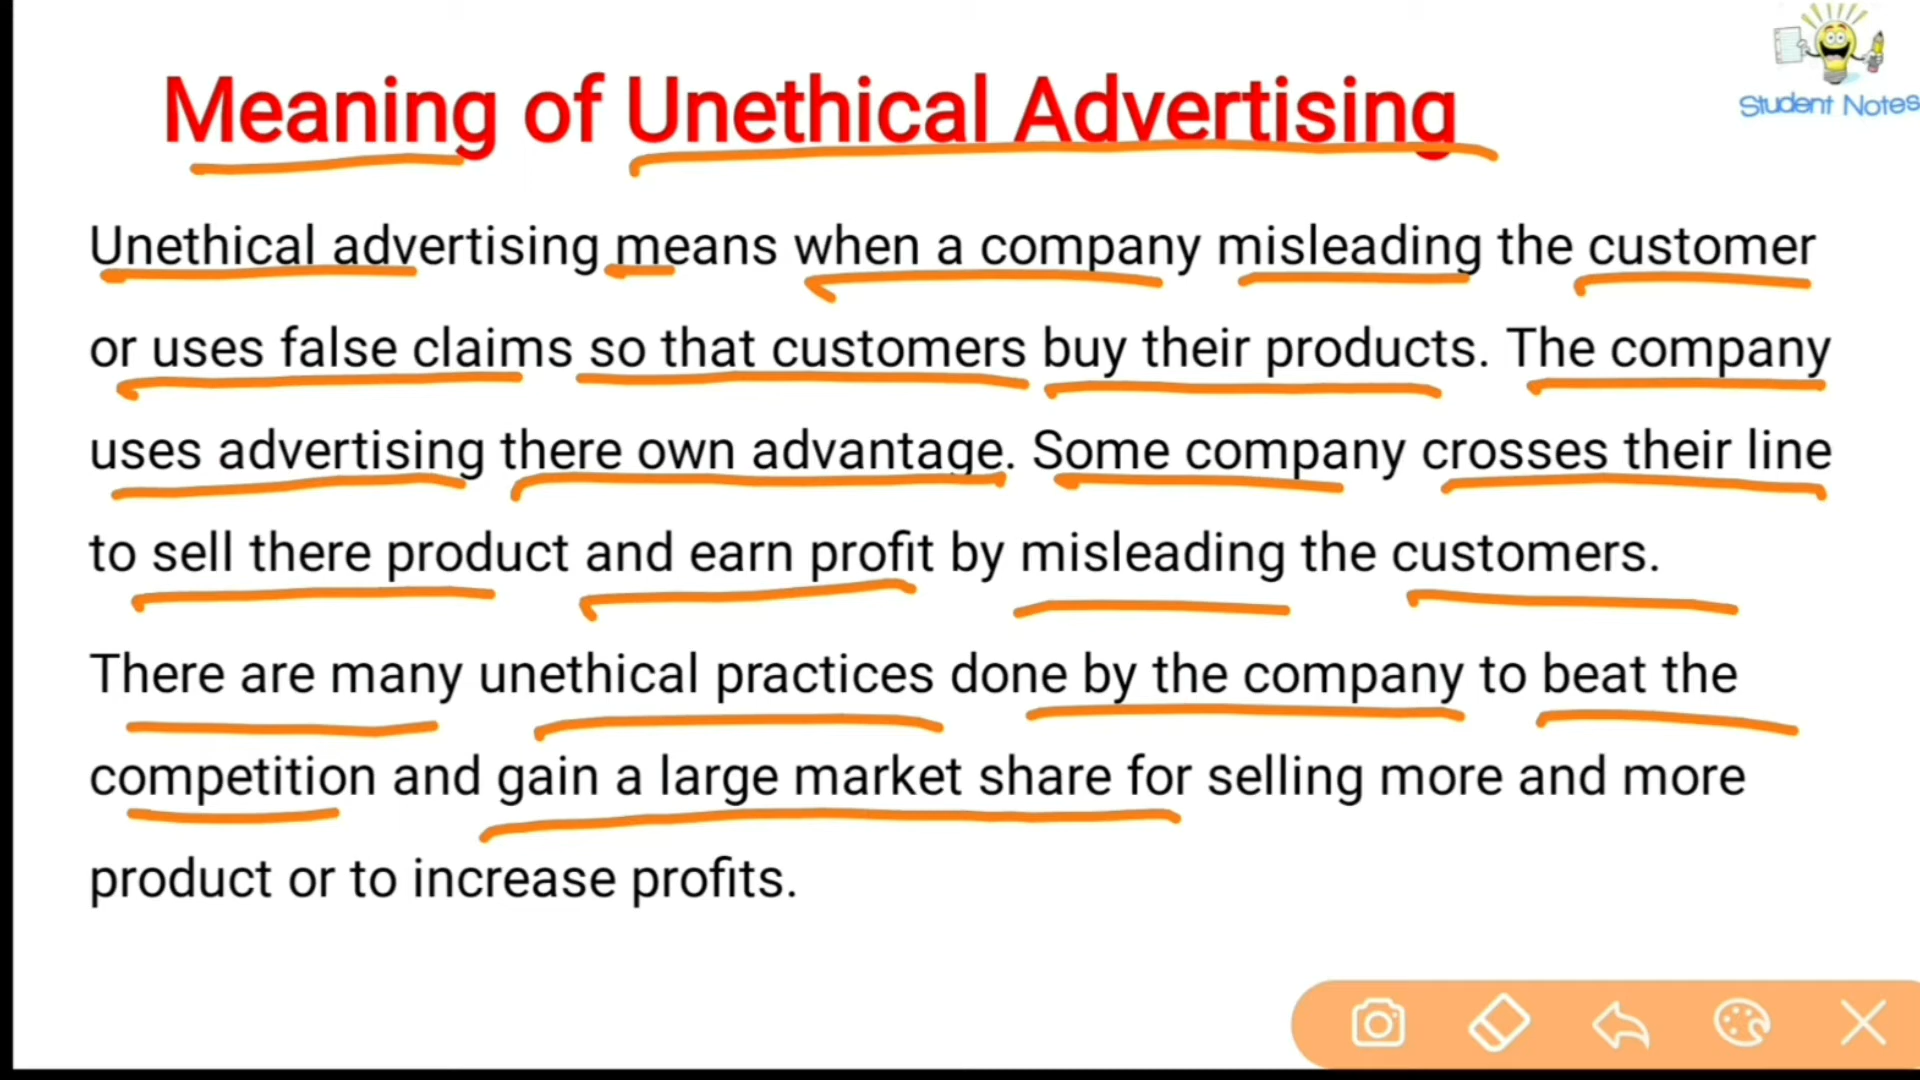 Student Notes
Meaning of Unethical Advertising
Unethical advertising means when a company misleading the customer
or uses false claims so that customers buy their products. The company
uses advertising there own advantage. Some company crosses their line
to sell there product and earn profit by misleading the customers.
There are many unethical practices done by the company to beat the
competition and gain a large market share for selling more and more
product or to increase profits.